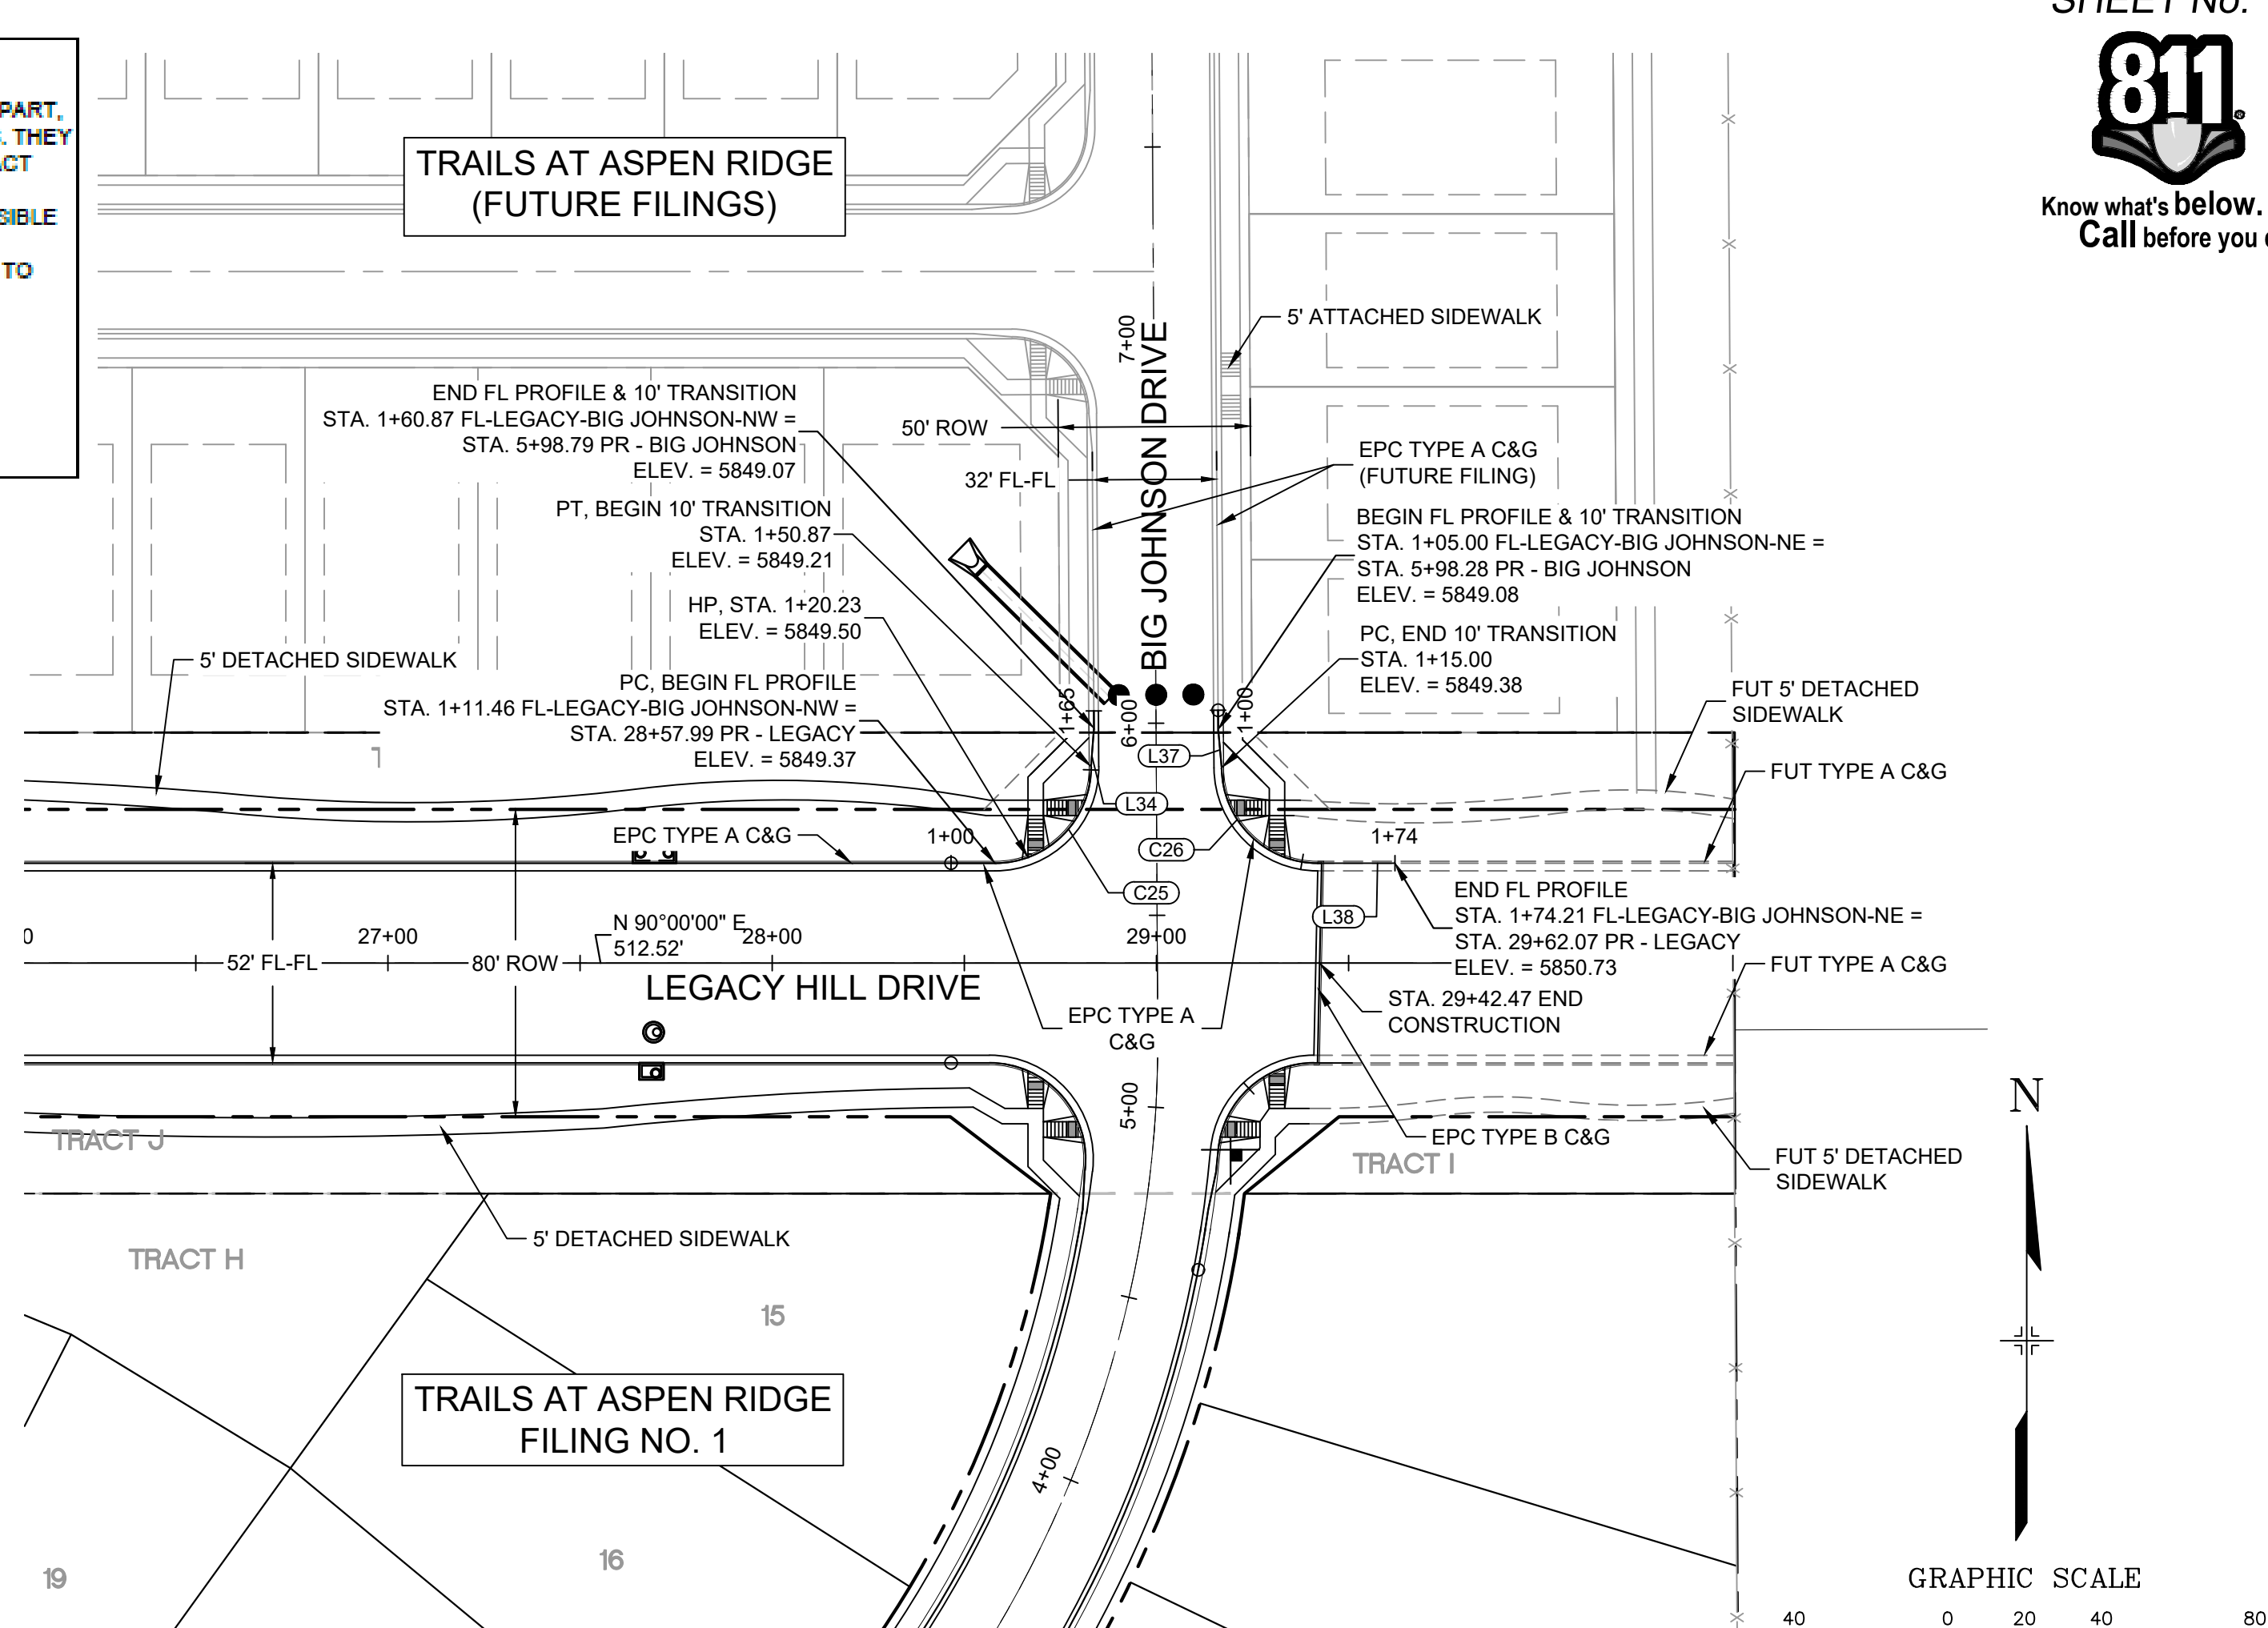 SHEET No.
811
Know what's below.
Call before you
PART,
THEY
ACT
SIBLE
TO
TRAILS AT ASPEN RIDGE
(FUTURE FILINGS)
5' ATTACHED SIDEWALK
7+00
BIG JOHNSON DRIVE
END FL PROFILE & 10' TRANSITION
STA. 1+60.87 FL-LEGACY-BIG JOHNSON-NW =
STA. 5+98.79 PR - BIG JOHNSON
ELEV. = 5849.07
50' ROW
32' FL-FL
EPC TYPE A C&G
(FUTURE FILING)
PT, BEGIN 10' TRANSITION
STA. 1+50.87
ELEV. = 5849.21
BEGIN FL PROFILE & 10' TRANSITION
STA. 1+05.00 FL-LEGACY-BIG JOHNSON-NE =
STA. 5+98.28 PR - BIG JOHNSON
ELEV. = 5849.08
HP, STA. 1+20.23
ELEV. = 5849.50
PC, END 10' TRANSITION
STA. 1+15.00
ELEV. = 5849.38
5' DETACHED SIDEWALK
PC, BEGIN FL PROFILE
STA. 1+11.46 FL-LEGACY-BIG JOHNSON-NW =
STA. 28+57.99 PR - LEGACY
ELEV. = 5849.37
1+65
6+00
1+00
FUT 5' DETACHED
SIDEWALK
L37
FUT TYPE A C&G
L34
EPC TYPE A C&G
1+00
C26
1+74
C25
END FL PROFILE
STA. 1+74.21 FL-LEGACY-BIG JOHNSON-NE =
STA. 29+62.07 PR - LEGACY
ELEV. = 5850.73
L38
N 90°00'00" E
512.52'
0
27+00
28+00
29+00
52' FL-FL
80' ROW
FUT TYPE A C&G
LEGACY HILL DRIVE
STA. 29+42.47 END
CONSTRUCTION
EPC TYPE A
C&G
5+00
EPC TYPE B C&G
TRACT J
TRACT I
FUT 5' DETACHED
SIDEWALK
N
5' DETACHED SIDEWALK
TRACT H
15
TRAILS AT ASPEN RIDGE
FILING NO. 1
4+00
16
19
GRAPHIC SCALE
40 0 20 40 80